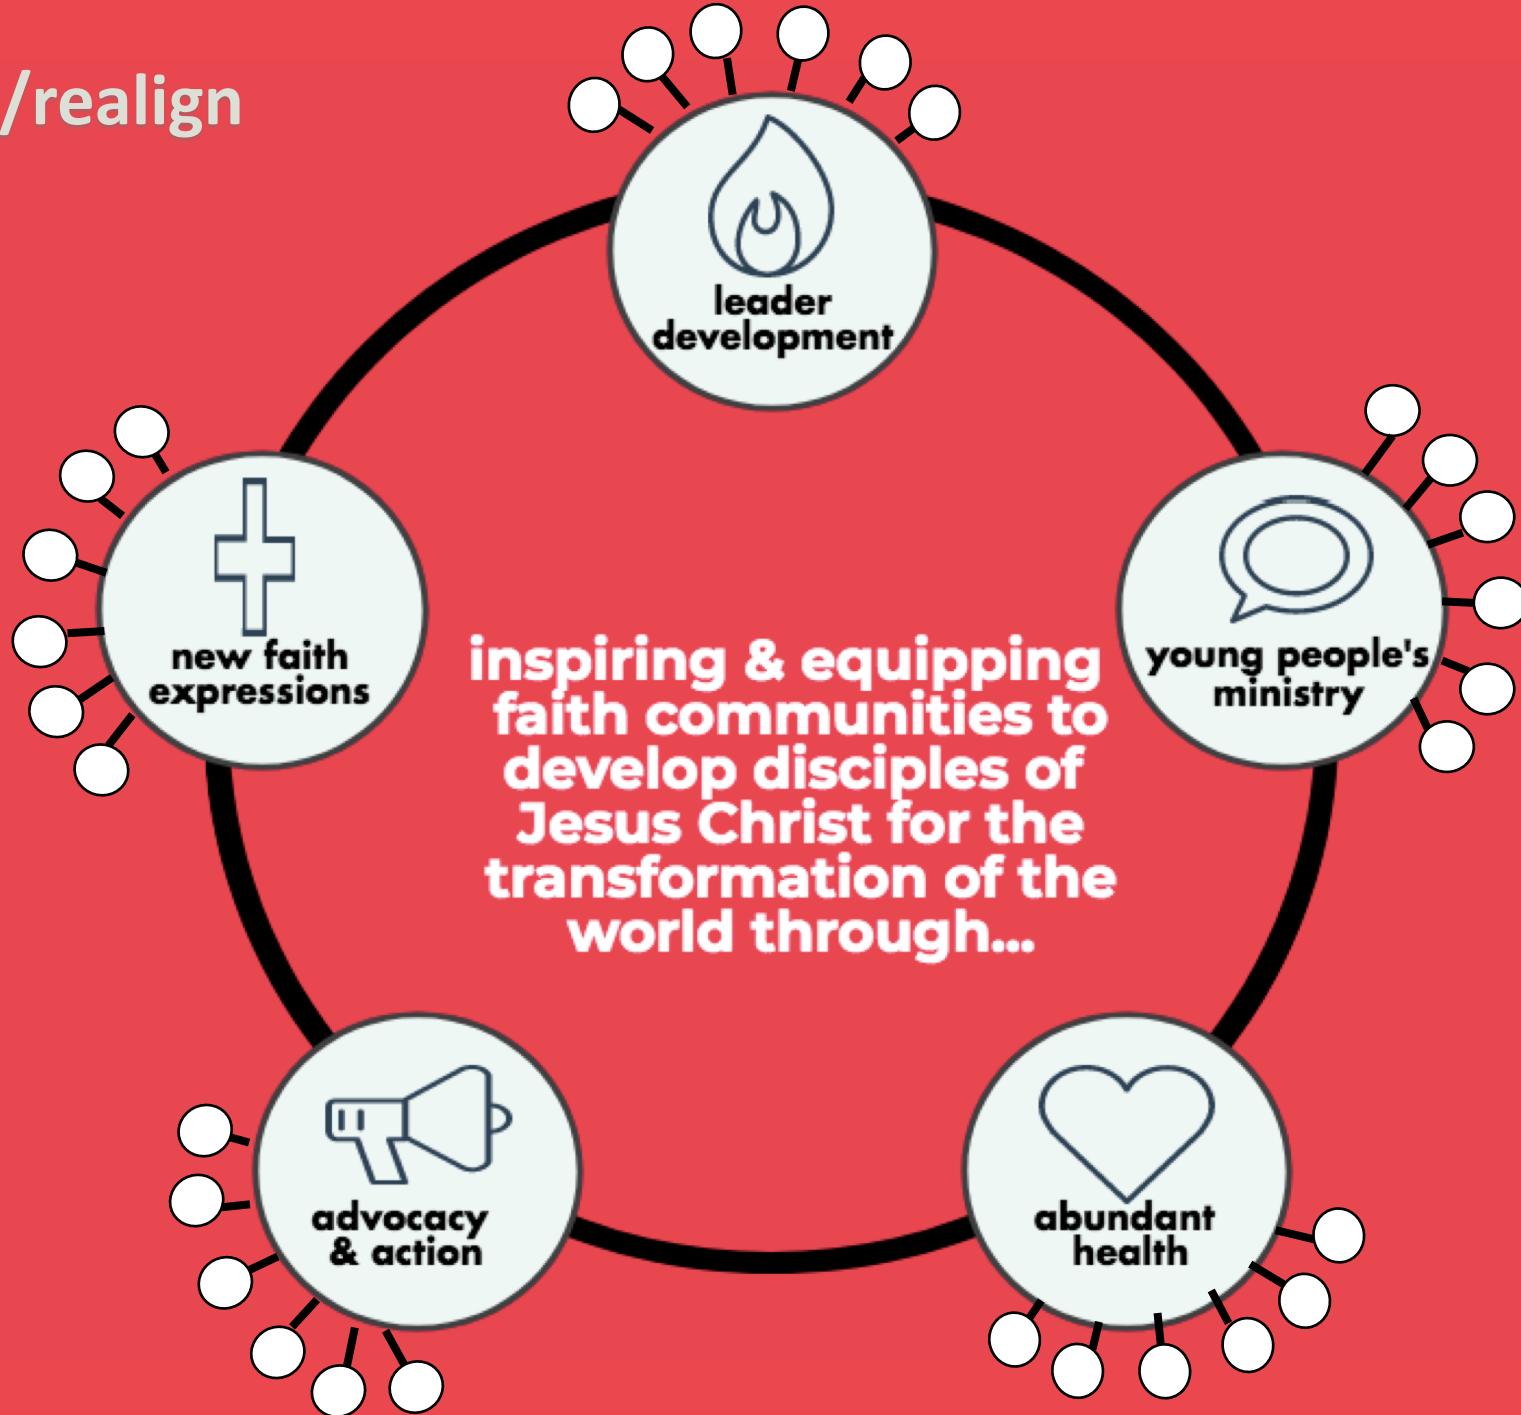 /realign
leader
development
new faith
expressions
young people's
ministry
inspiring & equipping
faith communities to
develop disciples of
Jesus Christ for the
transformation of the
world through...
advocacy
& action
abundant
health